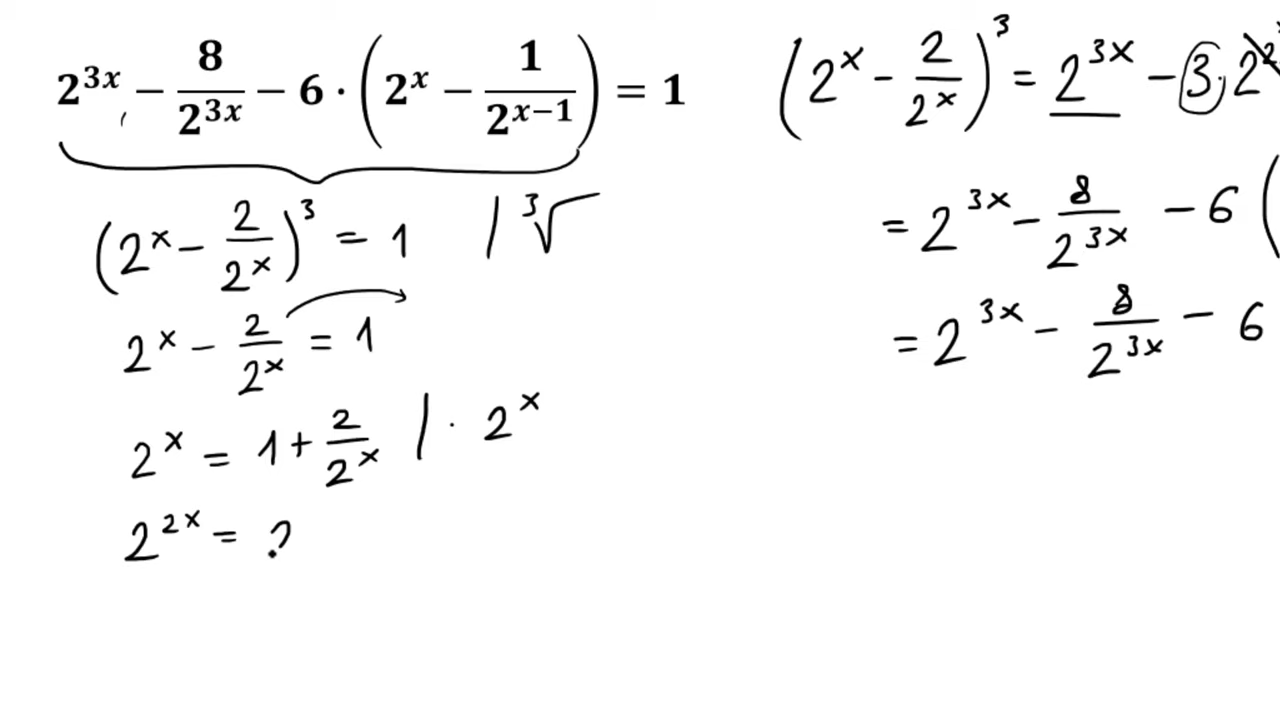 2^{3x} − 8/2^{3x} − 6 · (2^x − 1/2^{x−1}) = 1
(2^x − 2/2^x)^3 = 1 | ∛
2^x − 2/2^x = 1
2^x = 1 + 2/2^x | · 2^x
2^{2x} = ?
(2^x − 2/2^x)^3 = 2^{3x} − 3 · 2
= 2^{3x} − 8/2^{3x} − 6 (
= 2^{3x} − 8/2^{3x} − 6